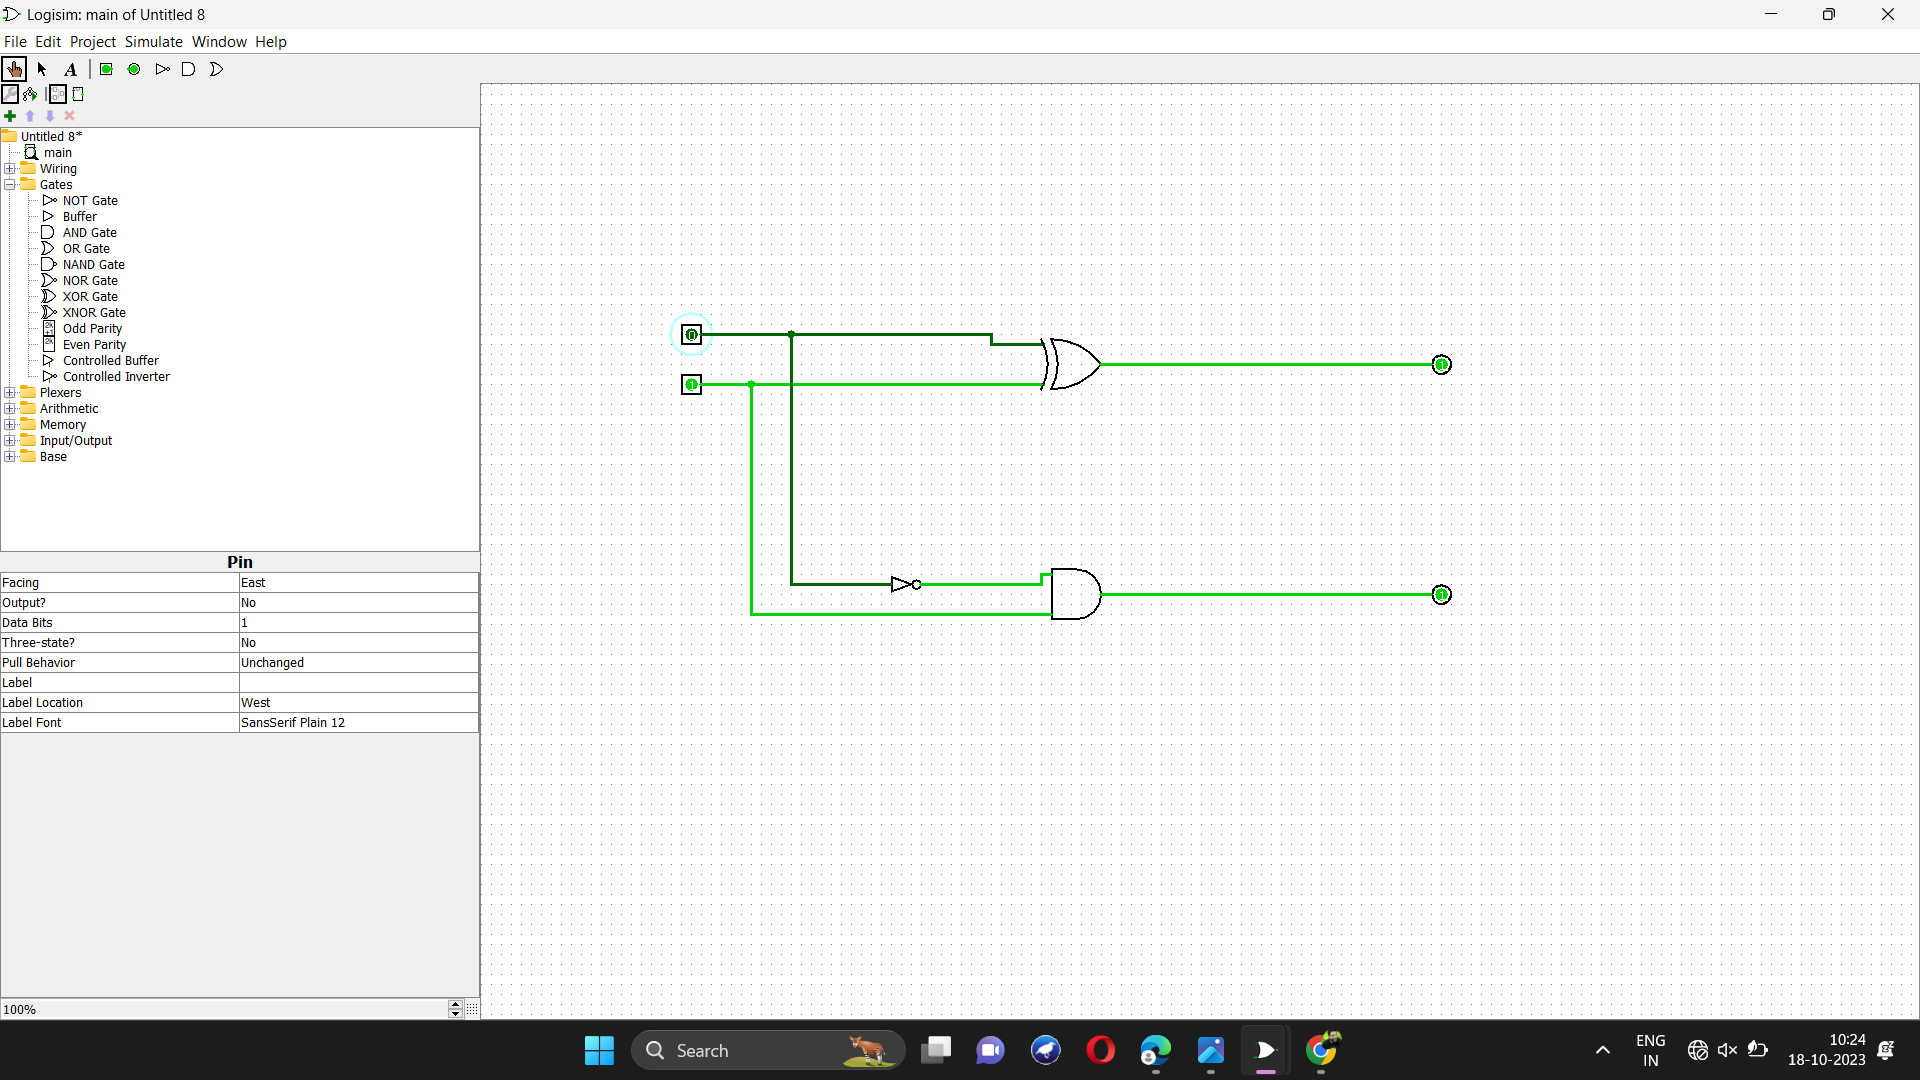 Logisim: main of Untitled 8
File Edit Project Simulate Window Help
A
Untitled 8*
main
Wiring
Gates
NOT Gate
Buffer
AND Gate
OR Gate
NAND Gate
NOR Gate
XOR Gate
XNOR Gate
Odd Parity
Even Parity
Controlled Buffer
Controlled Inverter
Plexers
Arithmetic
Memory
Input/Output
Base
Pin
Facing East
Output? No
Data Bits 1
Three-state? No
Pull Behavior Unchanged
Label
Label Location West
Label Font SansSerif Plain 12
100%
0
1
1
1
Search
ENG
IN
10:24
18-10-2023